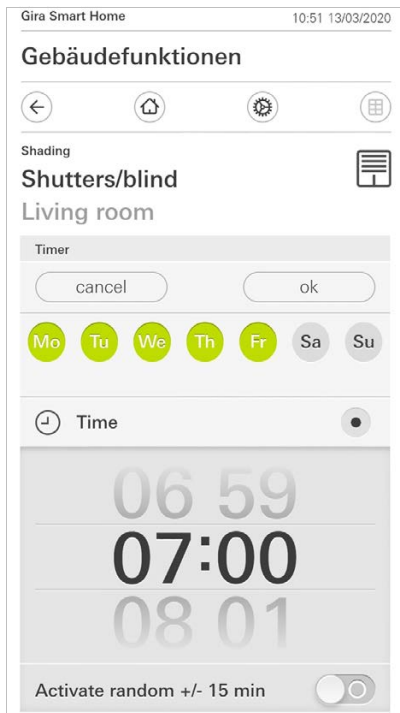 Gira Smart Home 10:51 13/03/2020
Gebäudefunktionen
Shading
Shutters/blind
Living room
Timer
cancel ok
Mo Tu We Th Fr Sa Su
Time
06 59
07:00
08 01
Activate random +/- 15 min